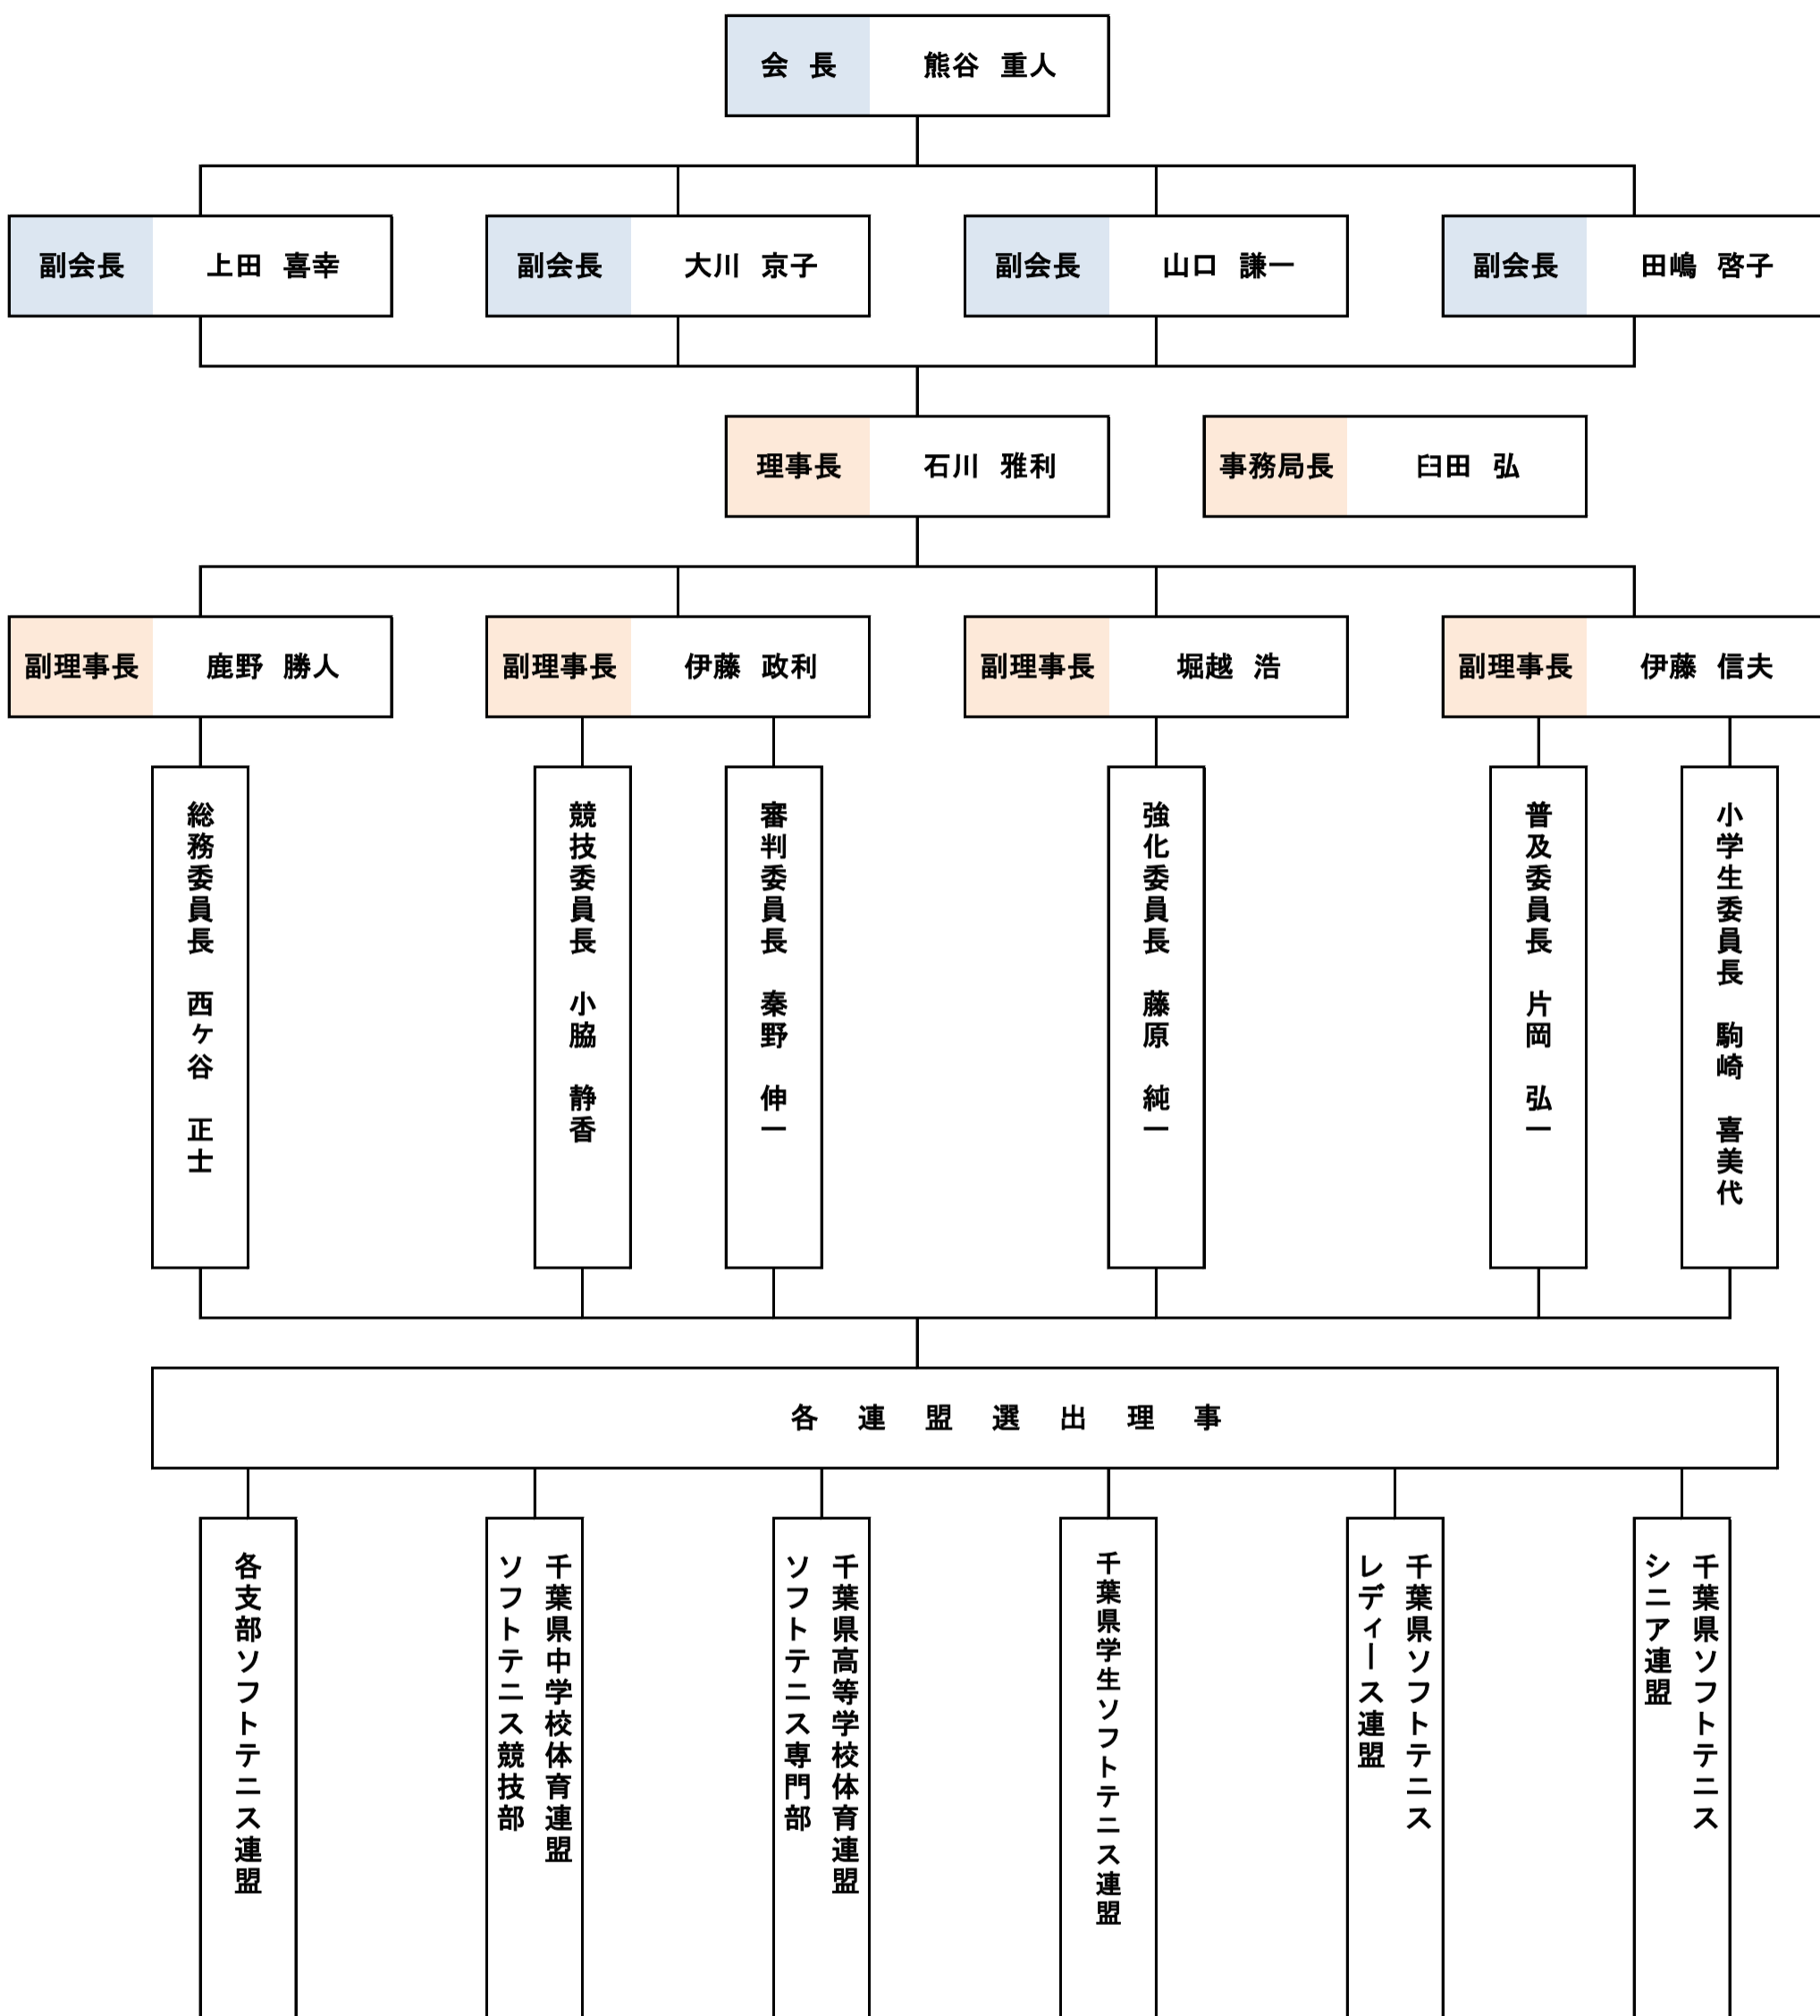 会 長 熊谷 重人
副会長 上田 喜幸
副会長 大川 京子
副会長 山口 謙一
副会長 田嶋 啓子
理事長 石川 雅利
事務局長 臼田 弘
副理事長 鹿野 勝人
副理事長 伊藤 政利
副理事長 堀越 浩
副理事長 伊藤 信夫
総務委員長 西ヶ谷 正士
競技委員長 小脇 静香
審判委員長 秦野 伸一
強化委員長 藤原 純一
普及委員長 片岡 弘一
小学生委員長 駒崎 喜美代
各 連 盟 選 出 理 事
各支部ソフトテニス連盟
千葉県中学校体育連盟
ソフトテニス競技部
千葉県高等学校体育連盟
ソフトテニス専門部
千葉県学生ソフトテニス連盟
千葉県ソフトテニス
レディース連盟
千葉県ソフトテニス
シニア連盟